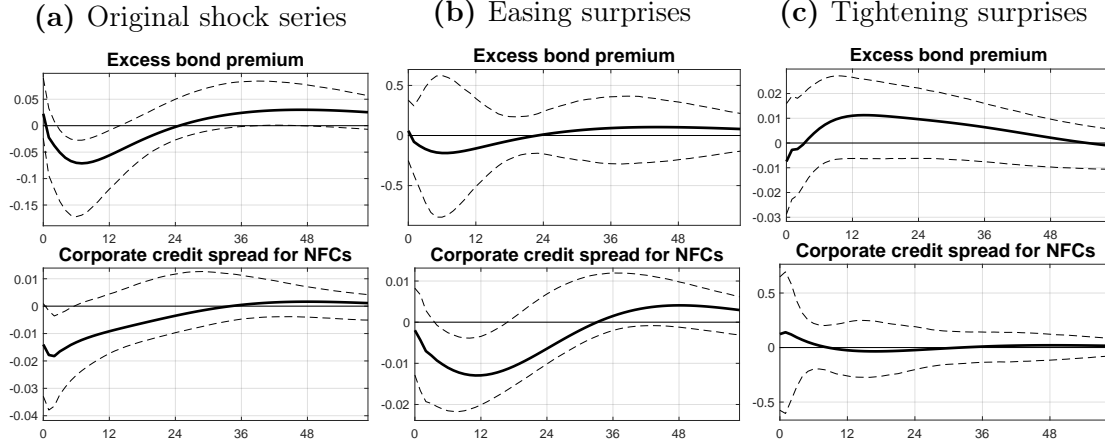 (a) Original shock series
(b) Easing surprises
(c) Tightening surprises
Excess bond premium
0.05
0
-0.05
-0.1
-0.15
0 12 24 36 48
Excess bond premium
0.5
0
-0.5
0 12 24 36 48
Excess bond premium
0.02
0.01
0
-0.01
-0.02
-0.03
0 12 24 36 48
Corporate credit spread for NFCs
0.01
0
-0.01
-0.02
-0.03
-0.04
0 12 24 36 48
Corporate credit spread for NFCs
0.01
0
-0.01
-0.02
0 12 24 36 48
Corporate credit spread for NFCs
0.5
0
-0.5
0 12 24 36 48